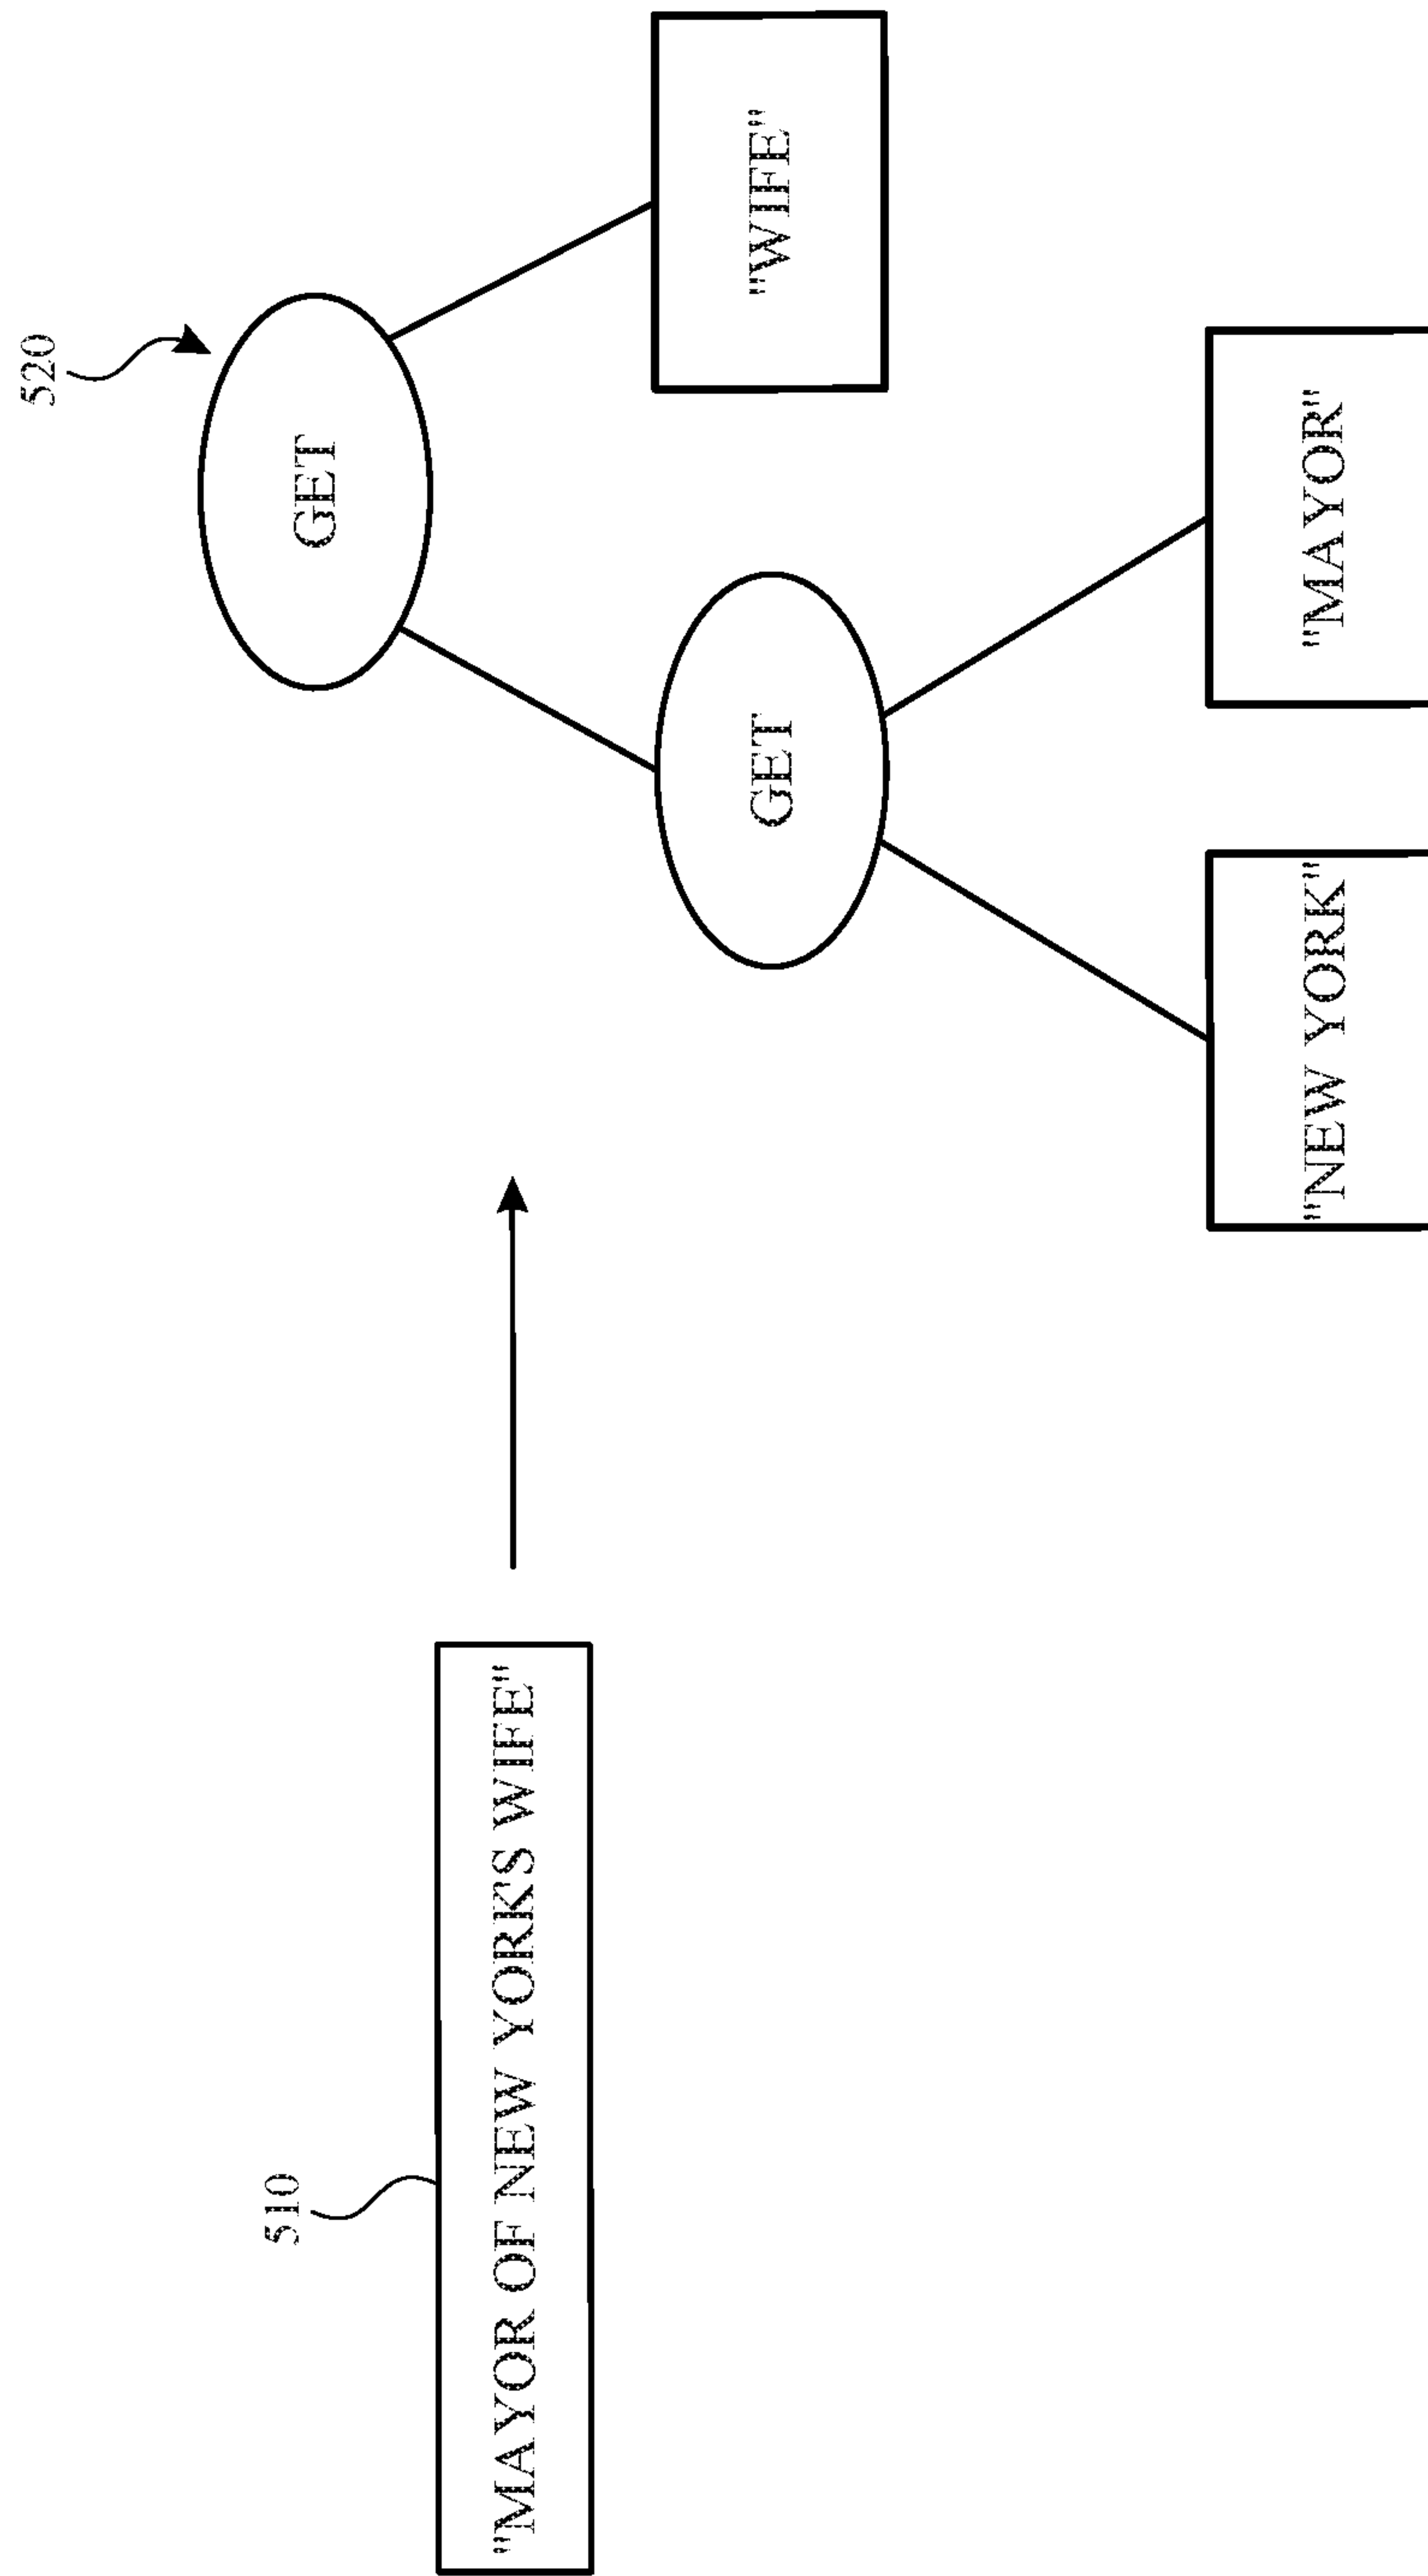 510
"MAYOR OF NEW YORK'S WIFE"
520
GET
GET
"WIFE"
"NEW YORK"
"MAYOR"